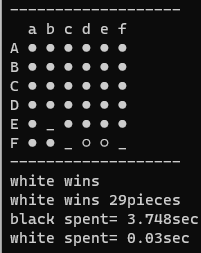 -------------------
  a b c d e f
A ● ● ● ● ● ●
B ● ● ● ● ● ●
C ● ● ● ● ● ●
D ● ● ● ● ● ●
E ● _ ● ● ● ●
F ● ● _ ○ ○ _
-------------------
white wins
white wins 29pieces
black spent= 3.748sec
white spent= 0.03sec